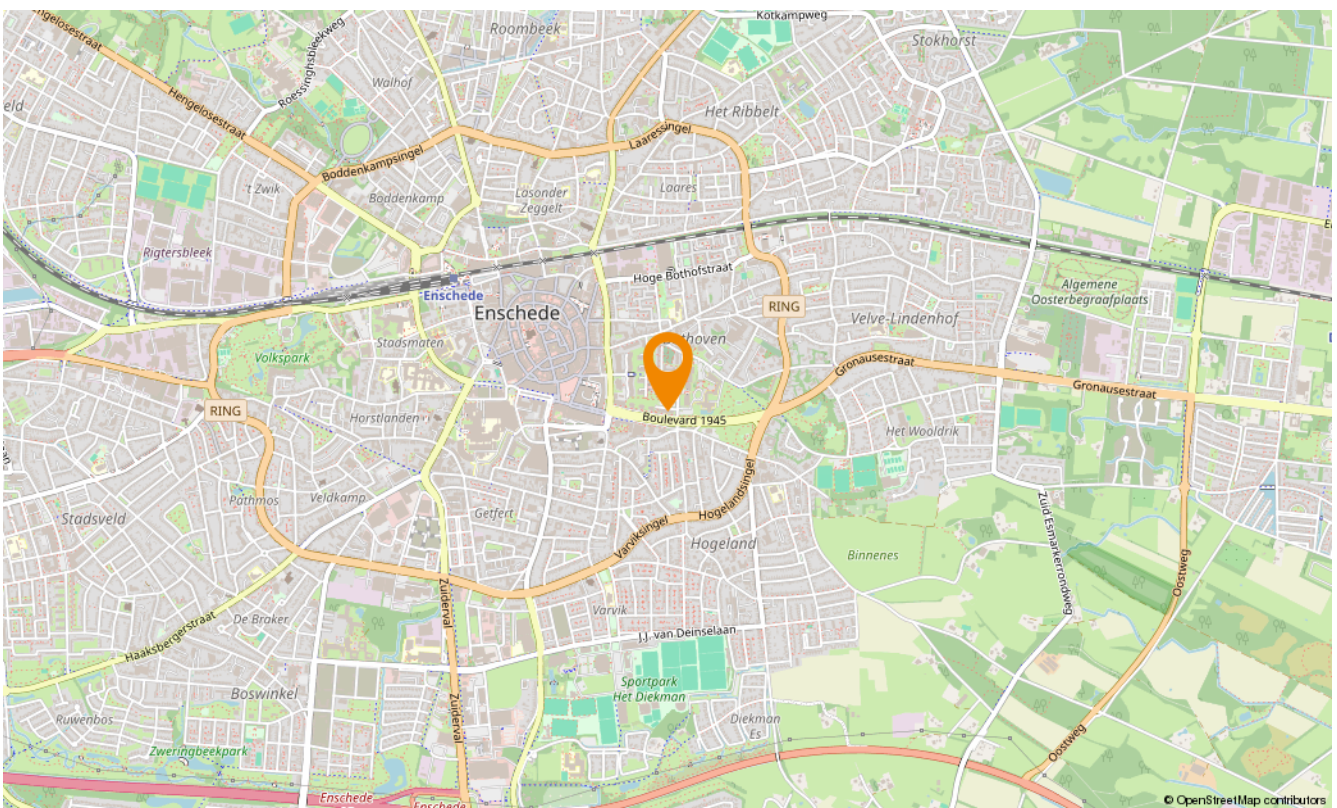 Kotkampweg
Hengelosestraat
Roombeek
Stokhorst
Roessinghsbleekweg
Walhof
Hengelosestraat
Het Ribbelt
Laaressingel
Boddenkampsingel
't Zwik
Boddenkamp
Lasonder
Zeggelt
Laares
Rigtersbleek
Hoge Bothofstraat
Enschede
Algemene
Oosterbegraafplaats
RING
Enschede
Velve-Lindenhof
Stadsmaten
Volkspark
Gronausestraat
Gronausestraat
RING
Horstlanden
Boulevard 1945
Het Wooldrik
Pathmos
Veldkamp
Getfert
Stadsveld
Hogelandsingel
Varviksingel
Zuid Esmarkerrondweg
Hogeland
Binnenes
Oostweg
Zuiderval
Varvik
De Braker
Haaksbergerstraat
J.J. van Deinselaan
Sportpark
Het Diekman
Boswinkel
Zuiderval
Ruwenbos
Diekman
Es
Zweringbeekpark
Oostweg
Enschede
Enschede
© OpenStreetMap contributors